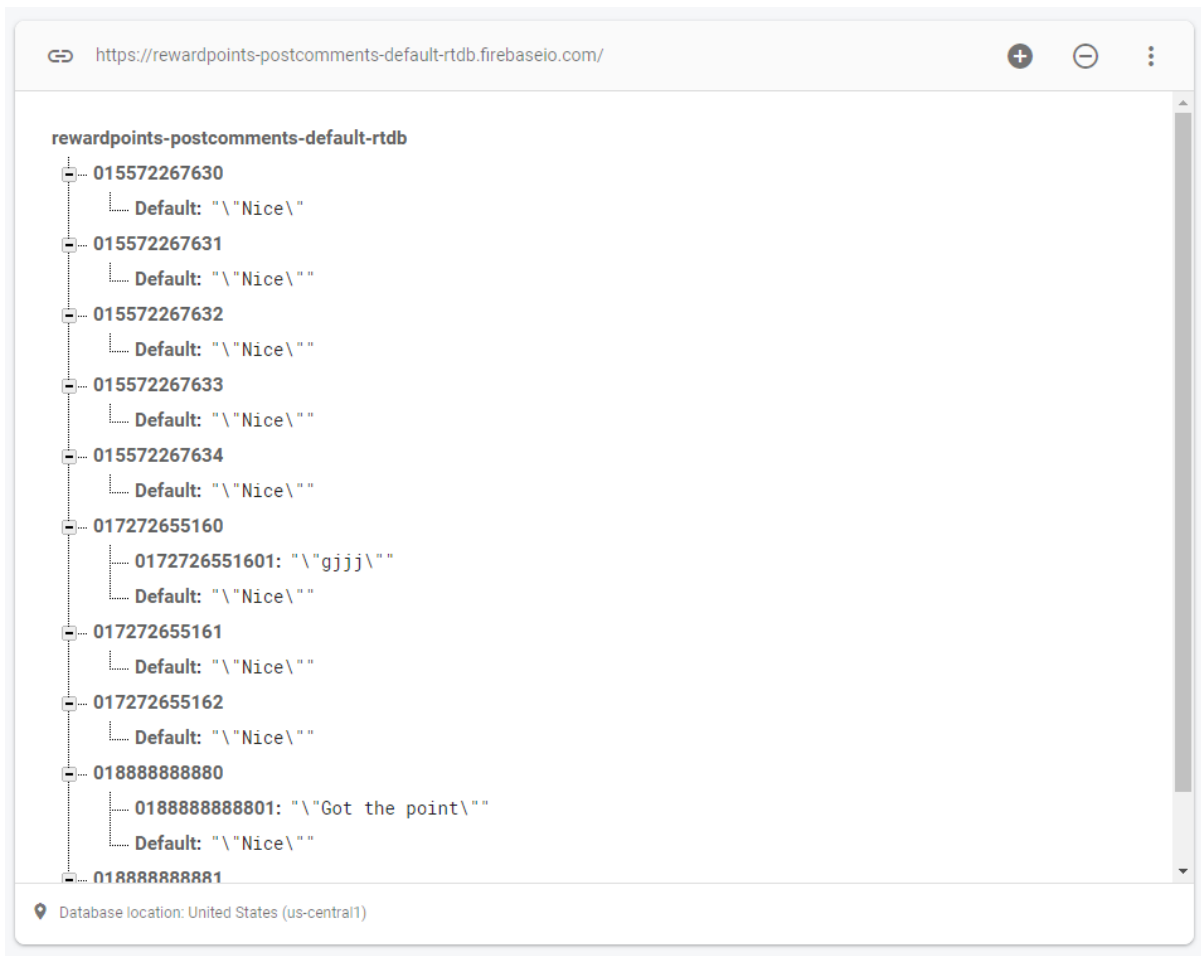 https://rewardpoints-postcomments-default-rtdb.firebaseio.com/
rewardpoints-postcomments-default-rtdb
015572267630
Default: "\"Nice\"
015572267631
Default: "\"Nice\""
015572267632
Default: "\"Nice\""
015572267633
Default: "\"Nice\""
015572267634
Default: "\"Nice\""
017272655160
0172726551601: "\"gjjj\""
Default: "\"Nice\""
017272655161
Default: "\"Nice\""
017272655162
Default: "\"Nice\""
018888888880
0188888888801: "\"Got the point\""
Default: "\"Nice\""
018888888881
Database location: United States (us-central1)